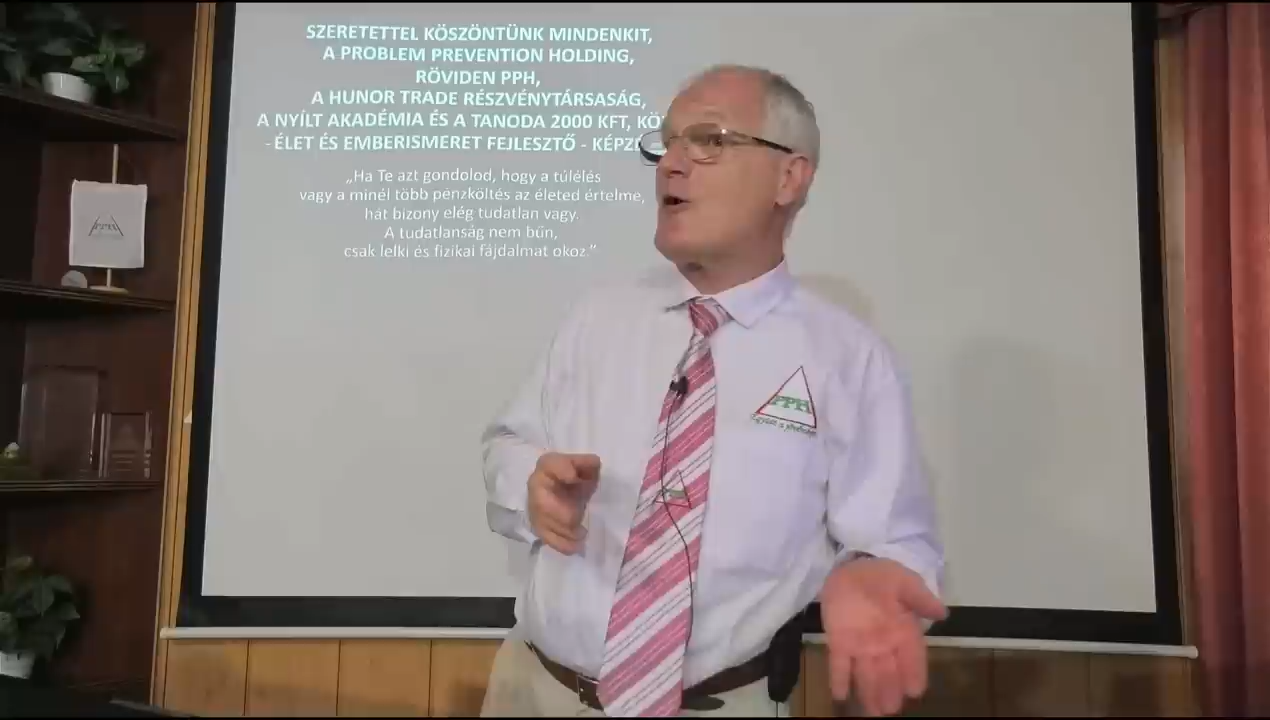 SZERETETTEL KÖSZÖNTÜNK MINDENKIT,
A PROBLEM PREVENTION HOLDING,
RÖVIDEN PPH,
A HUNOR TRADE RÉSZVÉNYTÁRSASÁG,
A NYÍLT AKADÉMIA ÉS A TANODA 2000 KFT,
- ÉLET ÉS EMBERISMERET FEJLESZTŐ -
„Ha Te azt gondolod, hogy a túlélés
vagy a minél több pénzköltés az életed értelme,
hát bizony elég tudatlan vagy.
A tudatlanság nem bűn,
csak lelki és fizikai fájdalmat okoz.”
PPH
PPH